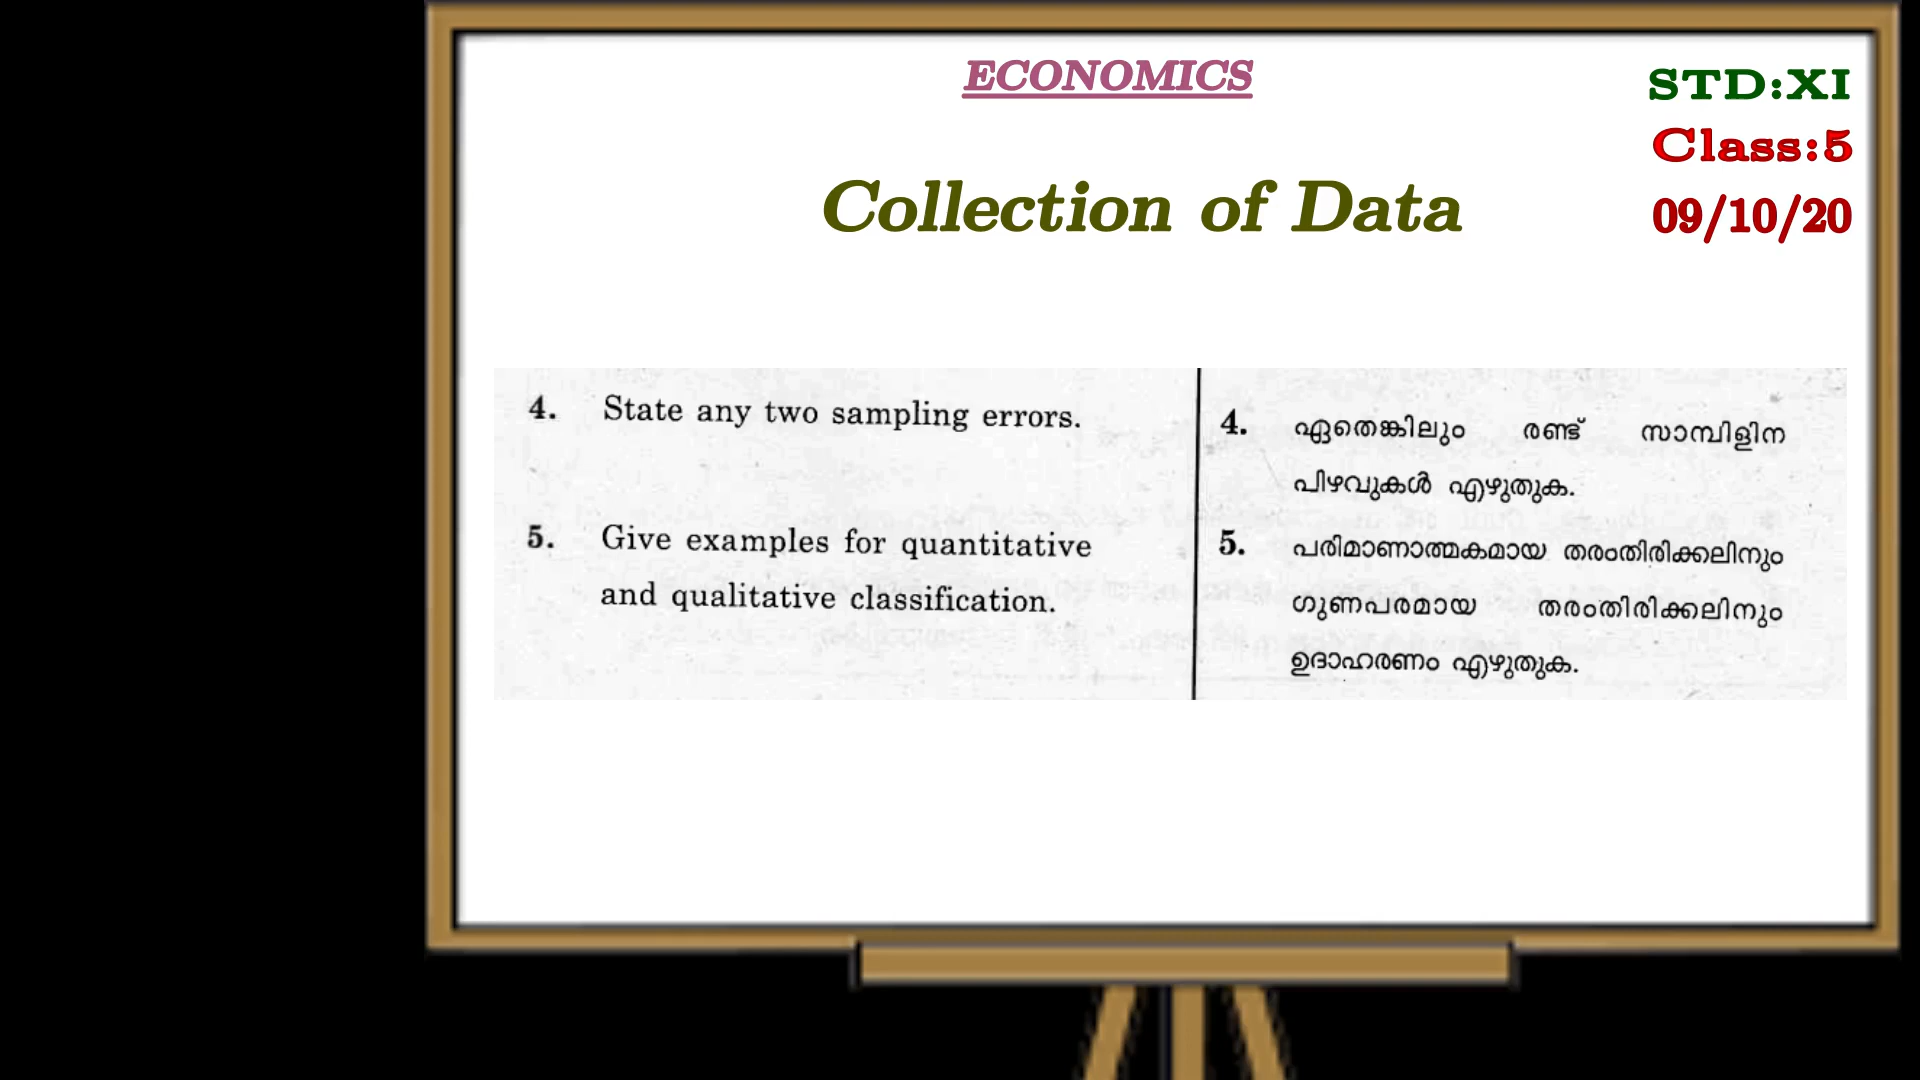 ECONOMICS
STD:XI
Class:5
09/10/20
Collection of Data
4. State any two sampling errors.
5. Give examples for quantitative
and qualitative classification.
4. ഏതെങ്കിലും രണ്ട് സാമ്പിളിന
പിഴവുകൾ എഴുതുക.
5. പരിമാണാത്മകമായ തരംതിരിക്കലിനും
ഗുണപരമായ തരംതിരിക്കലിനും
ഉദാഹരണം എഴുതുക.